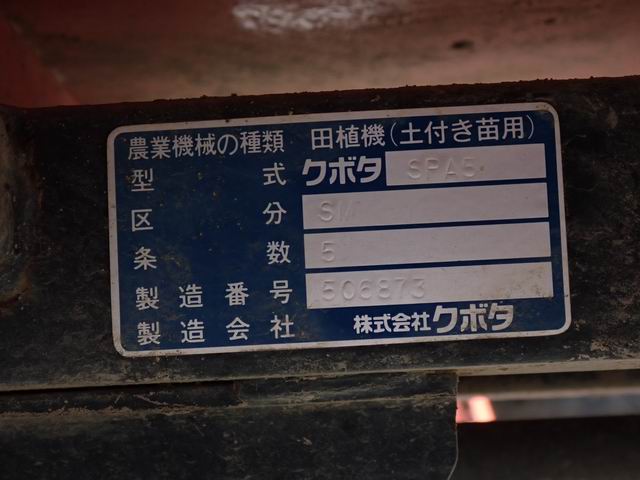 農業機械の種類 田植機(土付き苗用)
型式 クボタ SPA5
区分 SM
条数 5
製造番号 506873
製造会社 株式会社クボタ